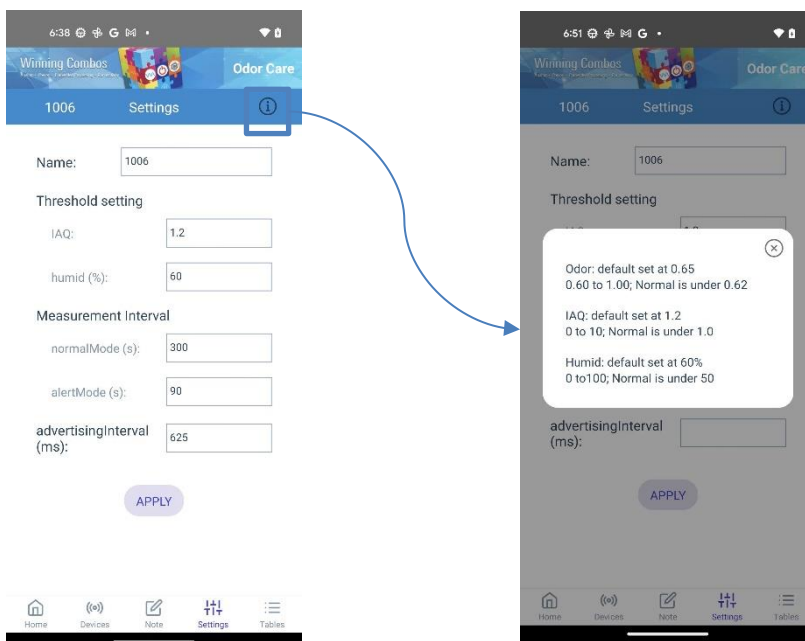 6:38 G M •
Winning Combos
Odor Care
1006 Settings
Name: 1006
Threshold setting
IAQ: 1.2
humid (%): 60
Measurement Interval
normalMode (s): 300
alertMode (s): 90
advertisingInterval
(ms): 625
APPLY
Home Devices Note Settings Tables
6:51 M G •
Winning Combos
Odor Care
1006 Settings
Name: 1006
Threshold setting
Odor: default set at 0.65
0.60 to 1.00; Normal is under 0.62
IAQ: default set at 1.2
0 to 10; Normal is under 1.0
Humid: default set at 60%
0 to100; Normal is under 50
advertisingInterval
(ms):
APPLY
Home Devices Note Settings Tables